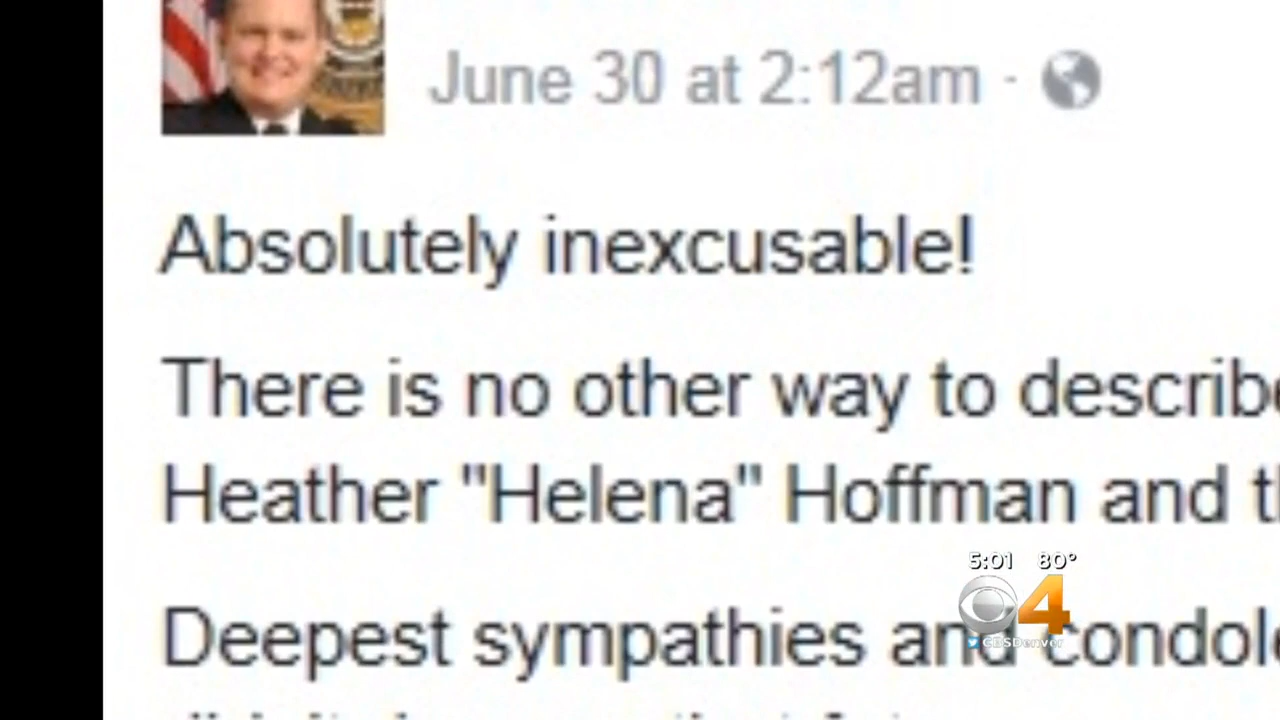 June 30 at 2:12am ·
Absolutely inexcusable!
There is no other way to describe
Heather "Helena" Hoffman and
Deepest sympathies and condol
5:01 80°
4
CBSDenver